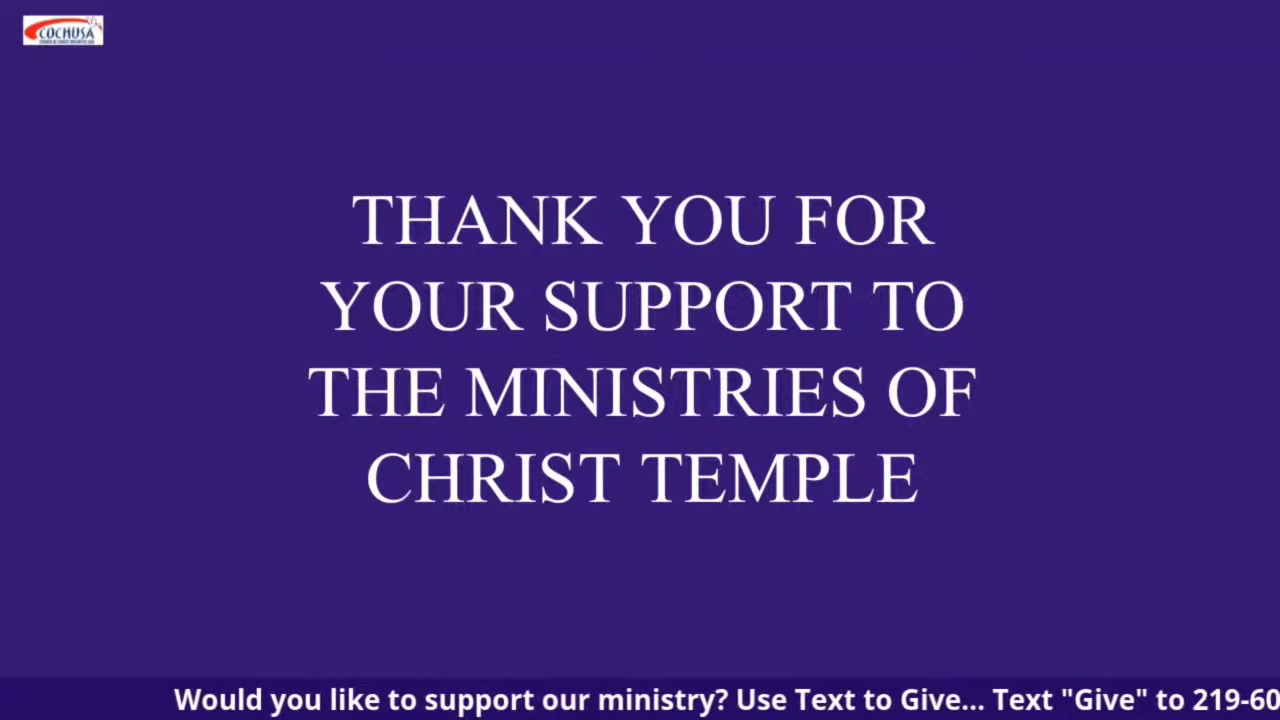 COCHUSA
THANK YOU FOR
YOUR SUPPORT TO
THE MINISTRIES OF
CHRIST TEMPLE
Would you like to support our ministry? Use Text to Give... Text "Give" to 219-60